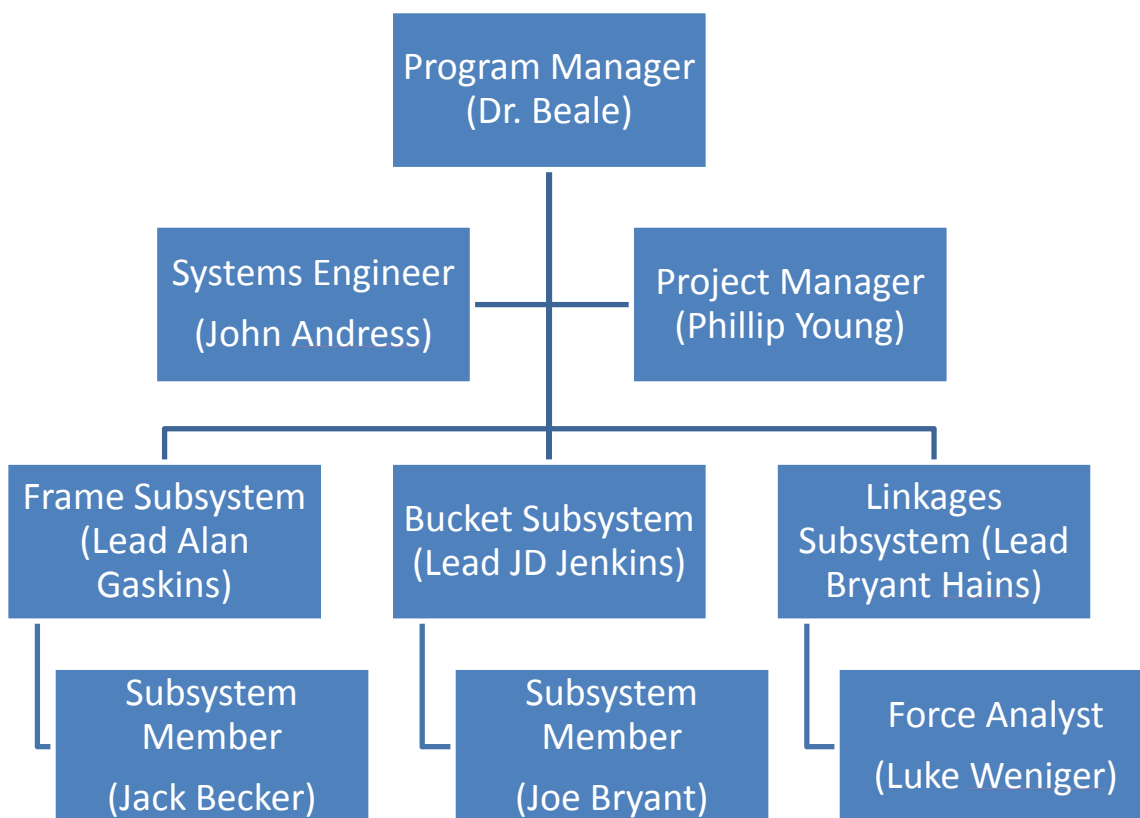 Program Manager
(Dr. Beale)
Systems Engineer
(John Andress)
Project Manager
(Phillip Young)
Frame Subsystem
(Lead Alan
Gaskins)
Bucket Subsystem
(Lead JD Jenkins)
Linkages
Subsystem (Lead
Bryant Hains)
Subsystem
Member
(Jack Becker)
Subsystem
Member
(Joe Bryant)
Force Analyst
(Luke Weniger)